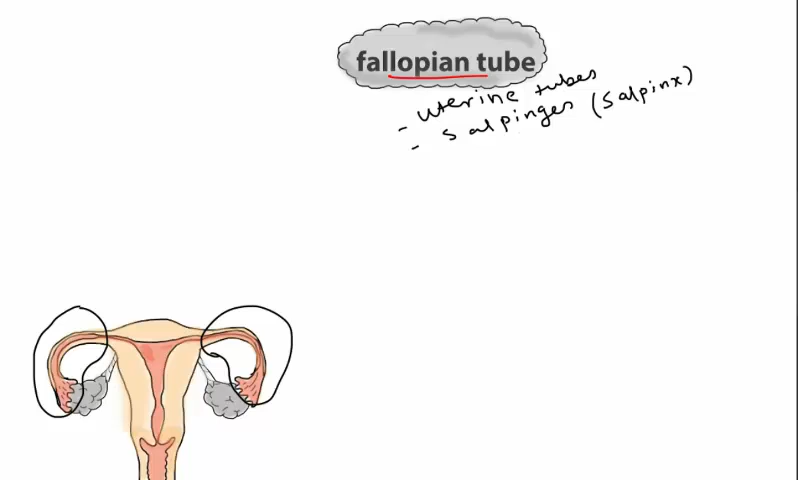 fallopian tube
- uterine tubes
- salpinges (salpinx)